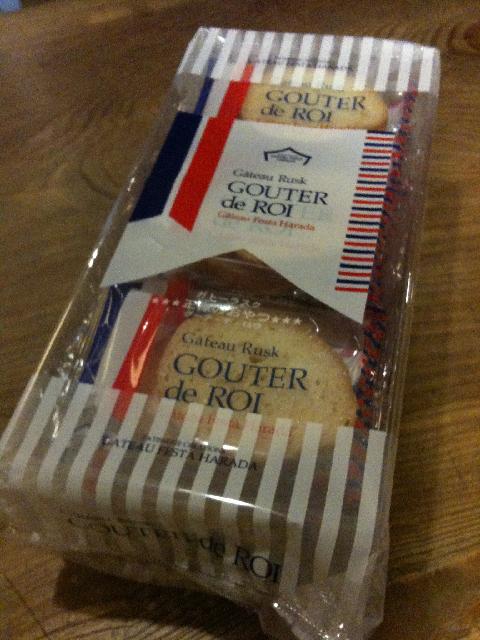 GOUTER
de ROI
Gâteau Rusk
GOUTER
de ROI
Gâteau Festa Harada
Gâteau Rusk
GOUTER
de ROI
GATEAU FESTA HARADA
GOUTER de ROI